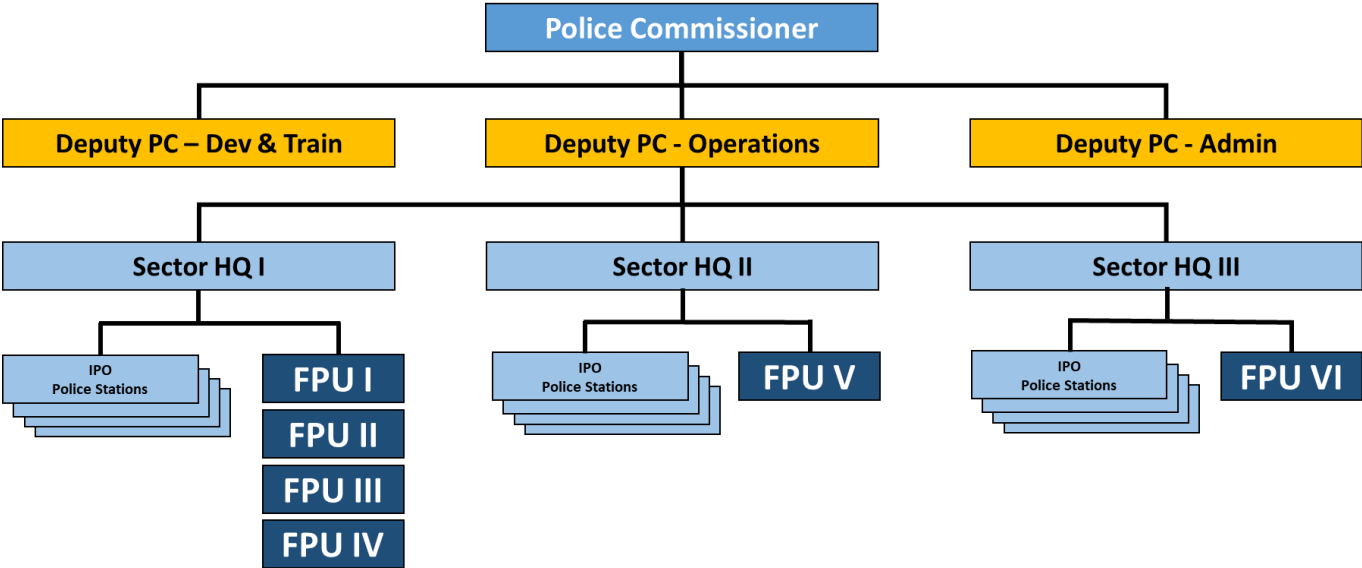 Police Commissioner
Deputy PC – Dev & Train
Deputy PC - Operations
Deputy PC - Admin
Sector HQ I
Sector HQ II
Sector HQ III
IPO
Police Stations
FPU I
FPU II
FPU III
FPU IV
IPO
Police Stations
FPU V
IPO
Police Stations
FPU VI